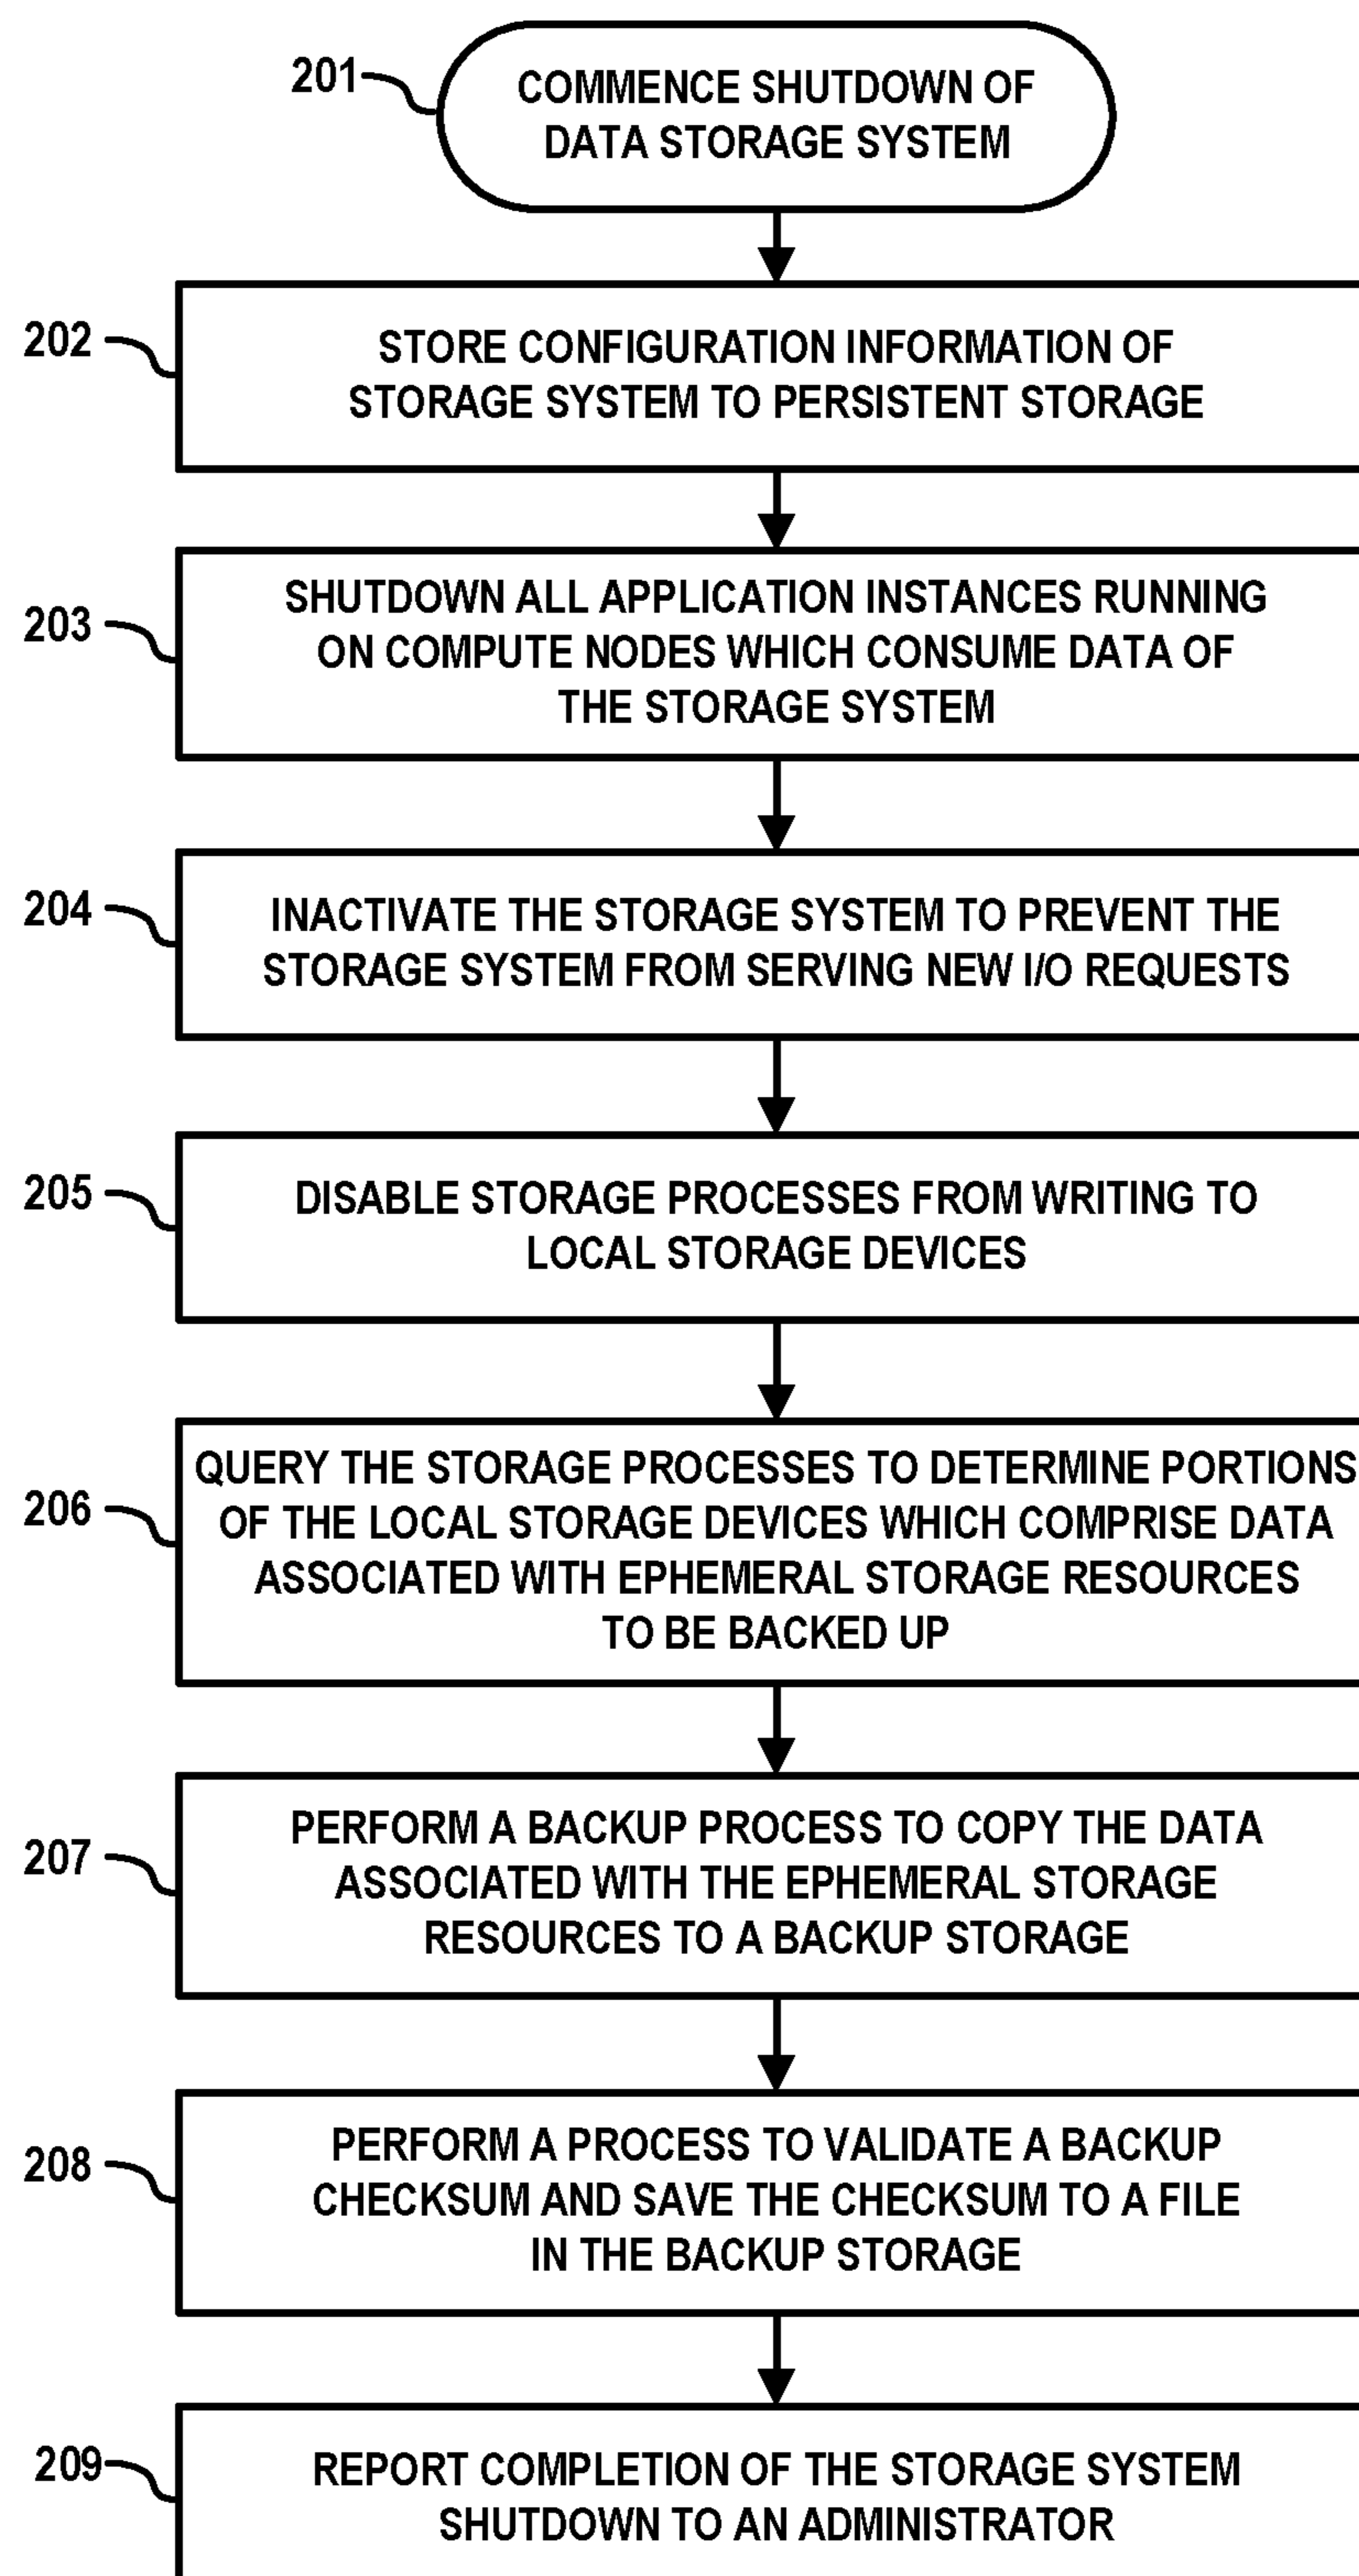 201
COMMENCE SHUTDOWN OF
DATA STORAGE SYSTEM
202
STORE CONFIGURATION INFORMATION OF
STORAGE SYSTEM TO PERSISTENT STORAGE
203
SHUTDOWN ALL APPLICATION INSTANCES RUNNING
ON COMPUTE NODES WHICH CONSUME DATA OF
THE STORAGE SYSTEM
204
INACTIVATE THE STORAGE SYSTEM TO PREVENT THE
STORAGE SYSTEM FROM SERVING NEW I/O REQUESTS
205
DISABLE STORAGE PROCESSES FROM WRITING TO
LOCAL STORAGE DEVICES
206
QUERY THE STORAGE PROCESSES TO DETERMINE PORTIONS
OF THE LOCAL STORAGE DEVICES WHICH COMPRISE DATA
ASSOCIATED WITH EPHEMERAL STORAGE RESOURCES
TO BE BACKED UP
207
PERFORM A BACKUP PROCESS TO COPY THE DATA
ASSOCIATED WITH THE EPHEMERAL STORAGE
RESOURCES TO A BACKUP STORAGE
208
PERFORM A PROCESS TO VALIDATE A BACKUP
CHECKSUM AND SAVE THE CHECKSUM TO A FILE
IN THE BACKUP STORAGE
209
REPORT COMPLETION OF THE STORAGE SYSTEM
SHUTDOWN TO AN ADMINISTRATOR